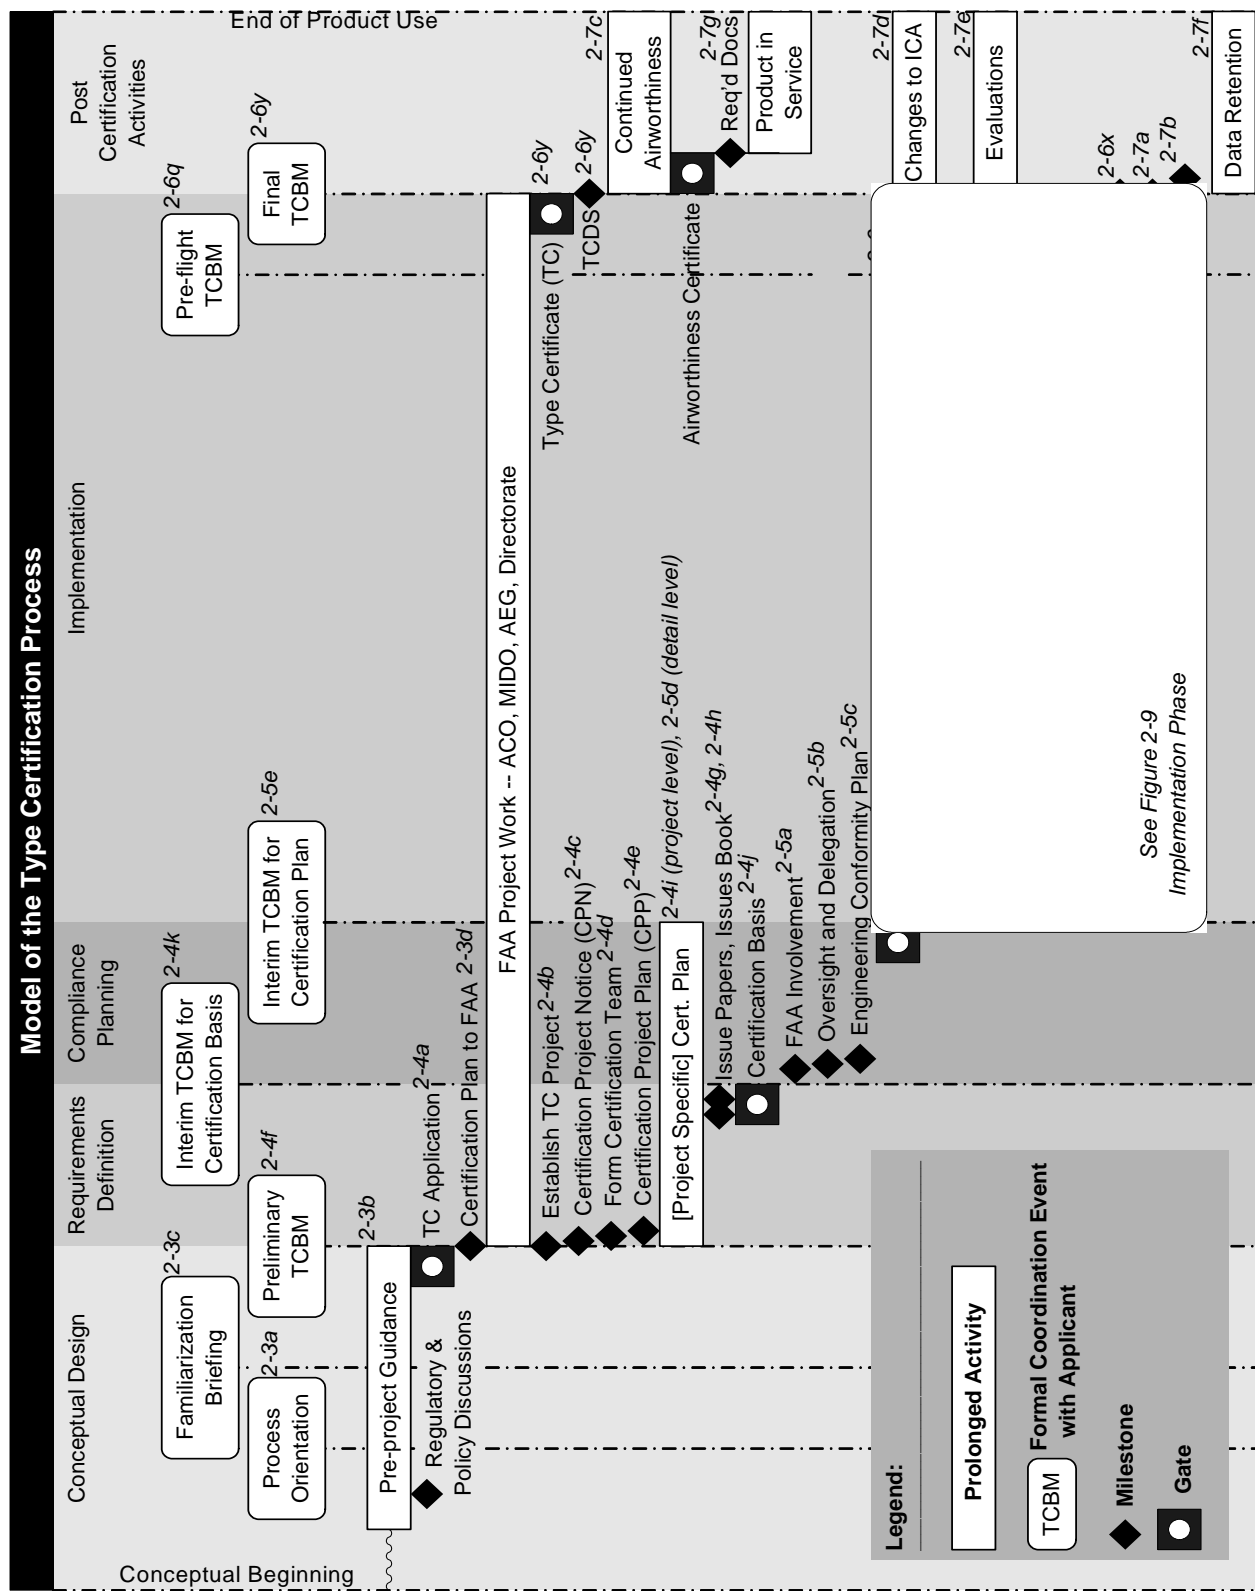 Model of the Type Certification Process
Conceptual Design
Requirements
Definition
Compliance
Planning
Implementation
Post
Certification
Activities
Conceptual Beginning
End of Product Use
Familiarization
Briefing
2-3c
Interim TCBM for
Certification Basis
2-4k
Pre-flight
TCBM
2-6q
Process
Orientation
2-3a
Preliminary
TCBM
2-4f
Interim TCBM for
Certification Plan
2-5e
Final
TCBM
2-6y
Pre-project Guidance
2-3b
Regulatory &
Policy Discussions
TC Application 2-4a
Certification Plan to FAA 2-3d
FAA Project Work -- ACO, MIDO, AEG, Directorate
Establish TC Project 2-4b
Certification Project Notice (CPN) 2-4c
Form Certification Team 2-4d
Certification Project Plan (CPP) 2-4e
[Project Specific] Cert. Plan
2-4i (project level), 2-5d (detail level)
Issue Papers, Issues Book 2-4g, 2-4h
Certification Basis 2-4j
FAA Involvement 2-5a
Oversight and Delegation 2-5b
Engineering Conformity Plan 2-5c
Type Certificate (TC)
2-6y
TCDS
2-6y
Continued
Airworthiness
2-7c
Airworthiness Certificate
2-7g
Req'd Docs
Product in
Service
Changes to ICA
2-7d
Evaluations
2-7e
2-6x
2-7a
2-7b
Data Retention
2-7f
See Figure 2-9
Implementation Phase
Legend:
Prolonged Activity
TCBM
Formal Coordination Event
with Applicant
Milestone
Gate